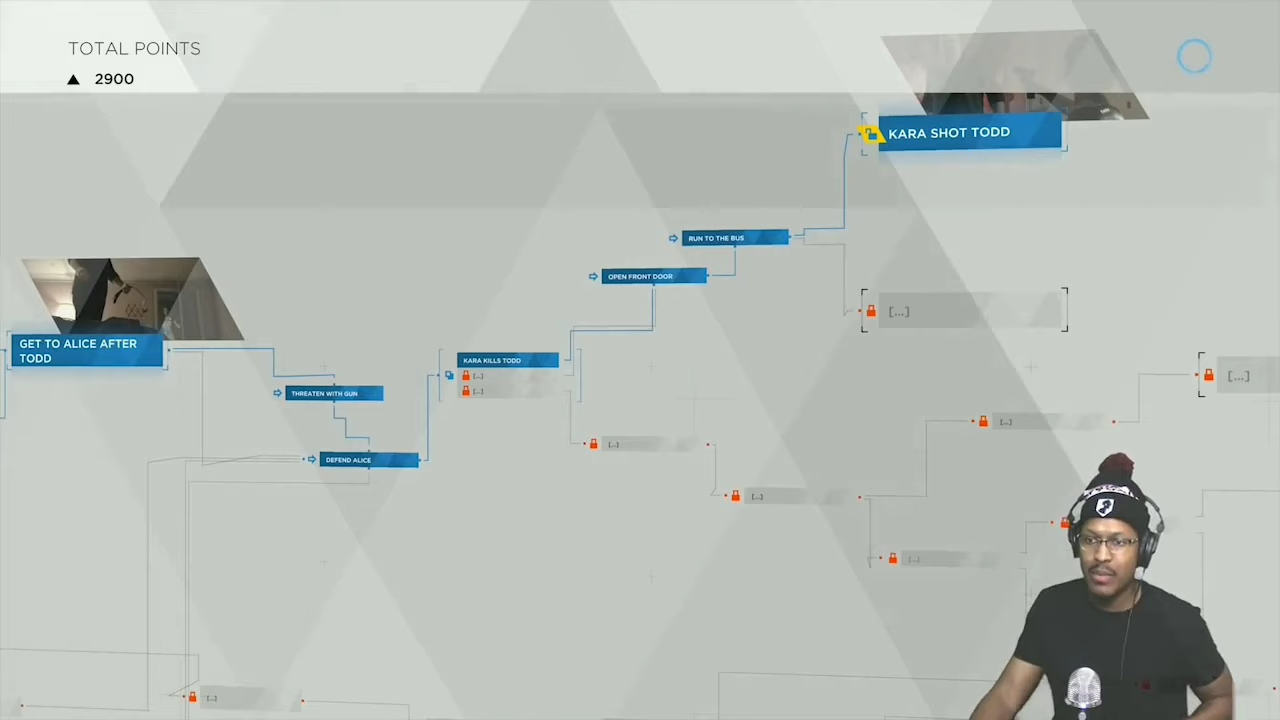 TOTAL POINTS
2900
KARA SHOT TODD
RUN TO THE BUS
OPEN FRONT DOOR
[...]
GET TO ALICE AFTER
TODD
KARA KILLS TODD
[...]
[...]
[...]
THREATEN WITH GUN
[...]
[...]
DEFEND ALICE
[...]
[...]
[...]